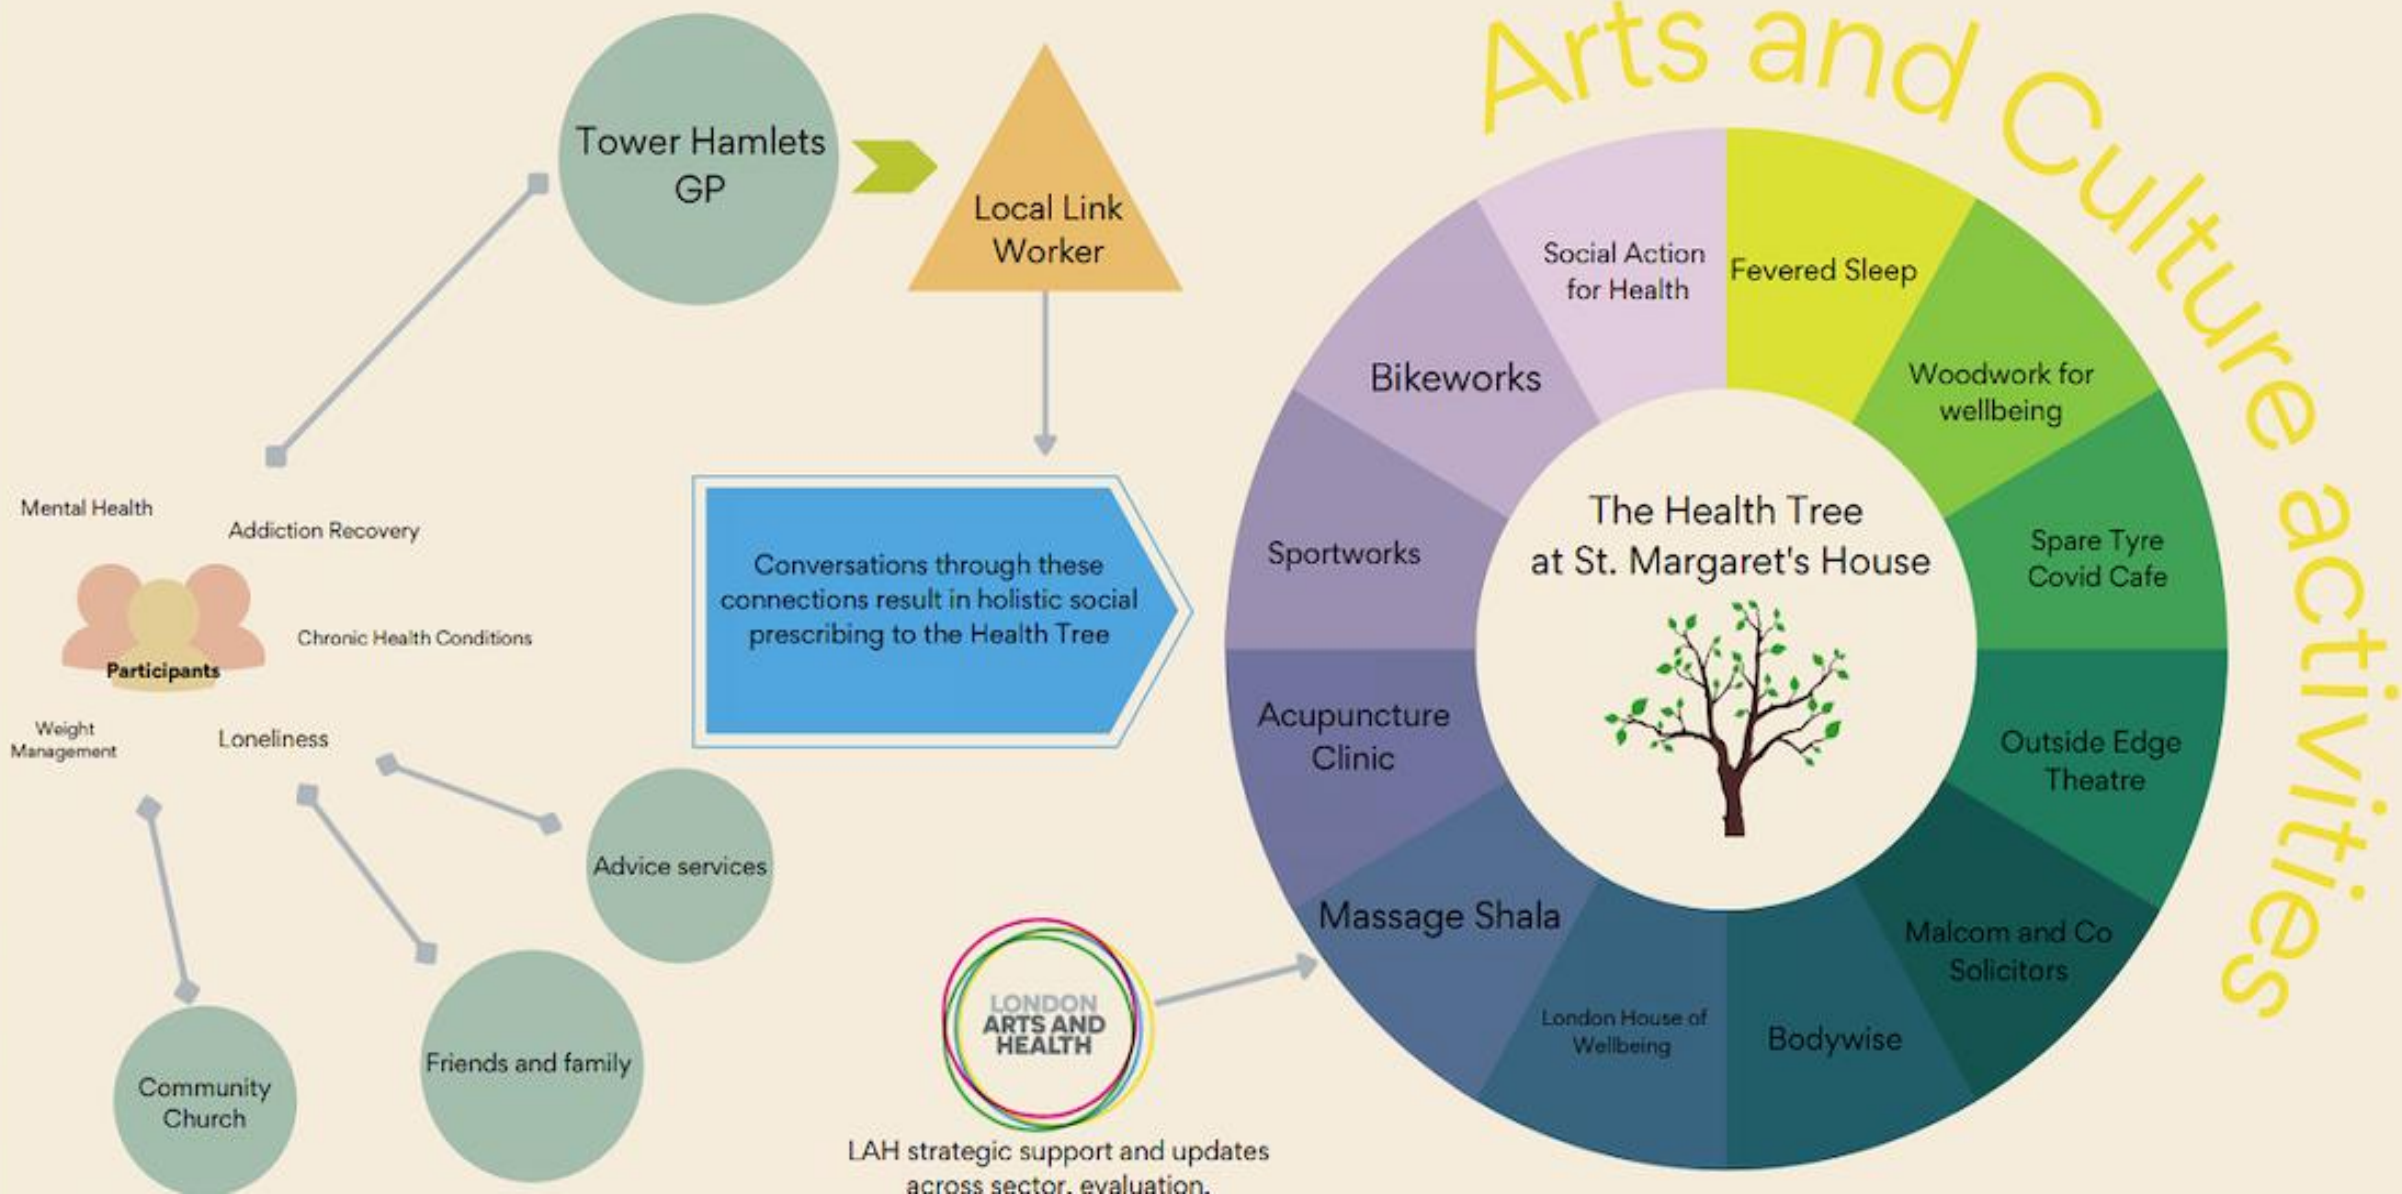 Arts and Culture activities
Tower Hamlets
GP
Local Link
Worker
Mental Health
Addiction Recovery
Participants
Chronic Health Conditions
Weight
Management
Loneliness
Conversations through these
connections result in holistic social
prescribing to the Health Tree
Advice services
Friends and family
Community
Church
LONDON
ARTS AND
HEALTH
LAH strategic support and updates
across sector, evaluation.
The Health Tree
at St. Margaret's House
Fevered Sleep
Woodwork for
wellbeing
Spare Tyre
Covid Cafe
Outside Edge
Theatre
Malcom and Co
Solicitors
Bodywise
London House of
Wellbeing
Massage Shala
Acupuncture
Clinic
Sportworks
Bikeworks
Social Action
for Health